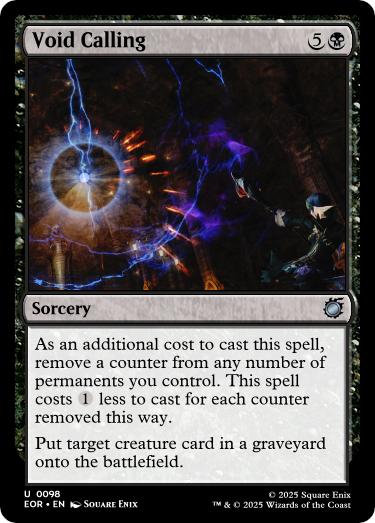 Void Calling 5
Sorcery
As an additional cost to cast this spell,
remove a counter from any number of
permanents you control. This spell
costs 1 less to cast for each counter
removed this way.
Put target creature card in a graveyard
onto the battlefield.
U 0098
EOR • EN SQUARE ENIX
© 2025 Square Enix
™ & © 2025 Wizards of the Coast